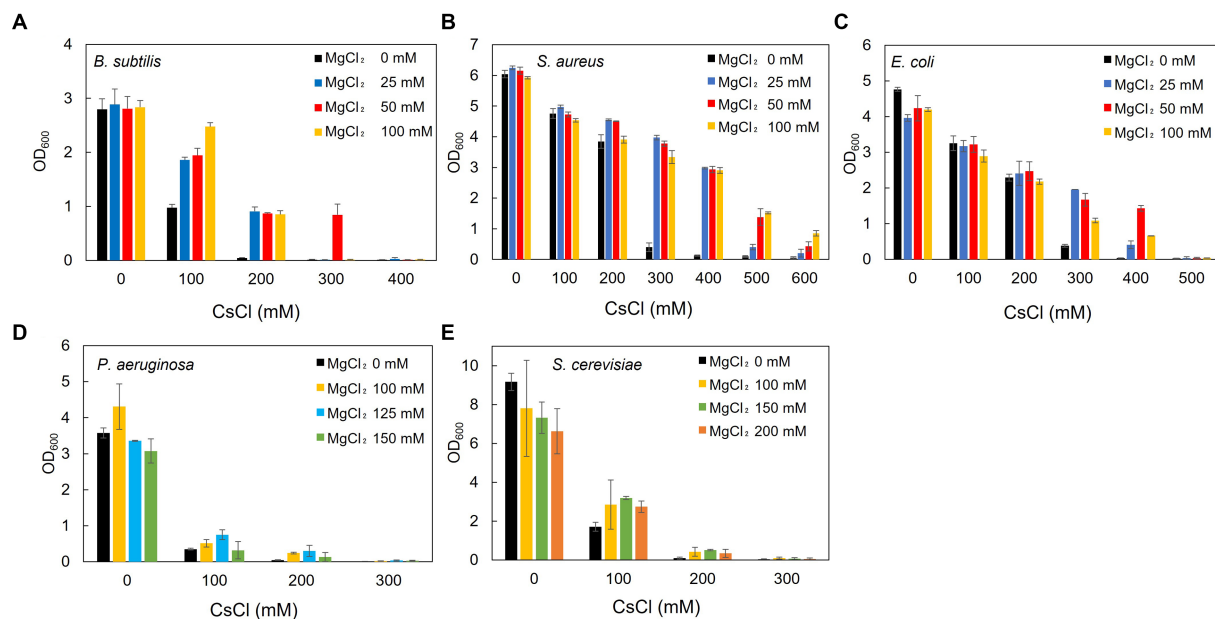 A
B. subtilis
MgCl₂ 0 mM
MgCl₂ 25 mM
MgCl₂ 50 mM
MgCl₂ 100 mM
OD₆₀₀
4
3
2
1
0
0 100 200 300 400
CsCl (mM)
B
S. aureus
MgCl₂ 0 mM
MgCl₂ 25 mM
MgCl₂ 50 mM
MgCl₂ 100 mM
OD₆₀₀
7
6
5
4
3
2
1
0
0 100 200 300 400 500 600
CsCl (mM)
C
E. coli
MgCl₂ 0 mM
MgCl₂ 25 mM
MgCl₂ 50 mM
MgCl₂ 100 mM
OD₆₀₀
6
5
4
3
2
1
0
0 100 200 300 400 500
CsCl (mM)
D
P. aeruginosa
MgCl₂ 0 mM
MgCl₂ 100 mM
MgCl₂ 125 mM
MgCl₂ 150 mM
OD₆₀₀
6
5
4
3
2
1
0
0 100 200 300
CsCl (mM)
E
S. cerevisiae
MgCl₂ 0 mM
MgCl₂ 100 mM
MgCl₂ 150 mM
MgCl₂ 200 mM
OD₆₀₀
10
8
6
4
2
0
0 100 200 300
CsCl (mM)